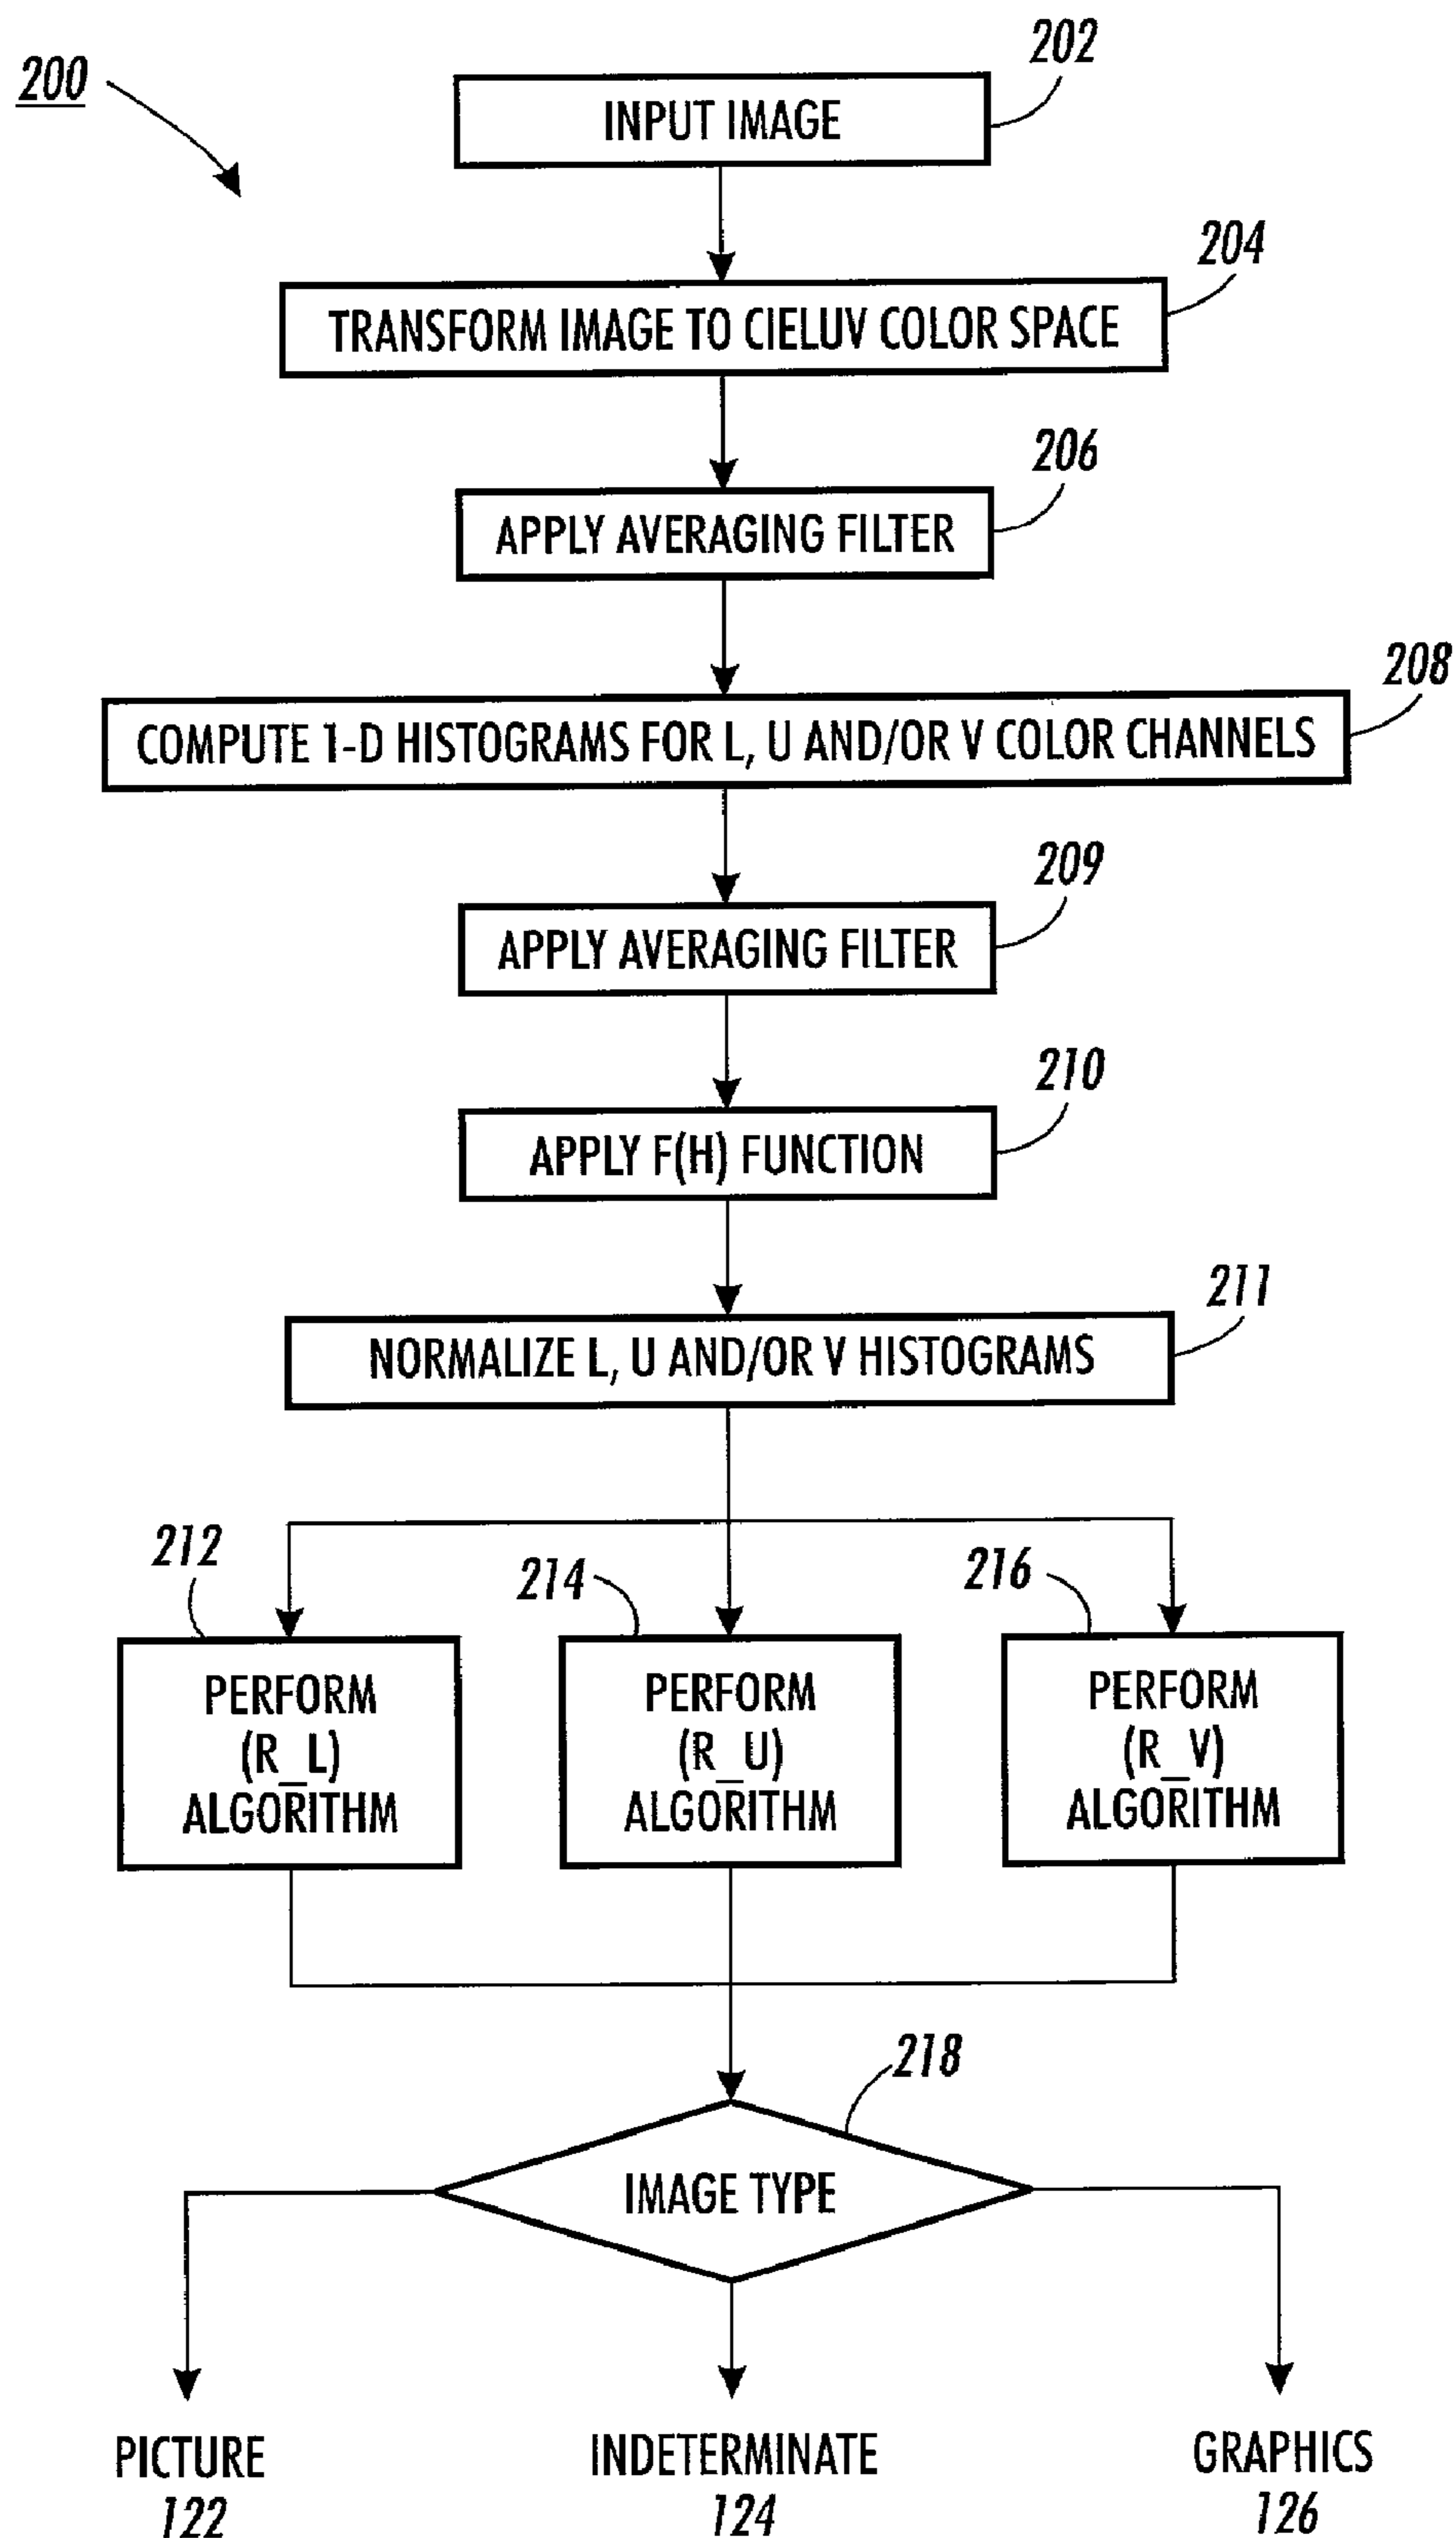 200
202
INPUT IMAGE
204
TRANSFORM IMAGE TO CIELUV COLOR SPACE
206
APPLY AVERAGING FILTER
208
COMPUTE 1-D HISTOGRAMS FOR L, U AND/OR V COLOR CHANNELS
209
APPLY AVERAGING FILTER
210
APPLY F(H) FUNCTION
211
NORMALIZE L, U AND/OR V HISTOGRAMS
212
PERFORM
(R_L)
ALGORITHM
214
PERFORM
(R_U)
ALGORITHM
216
PERFORM
(R_V)
ALGORITHM
218
IMAGE TYPE
PICTURE
122
INDETERMINATE
124
GRAPHICS
126